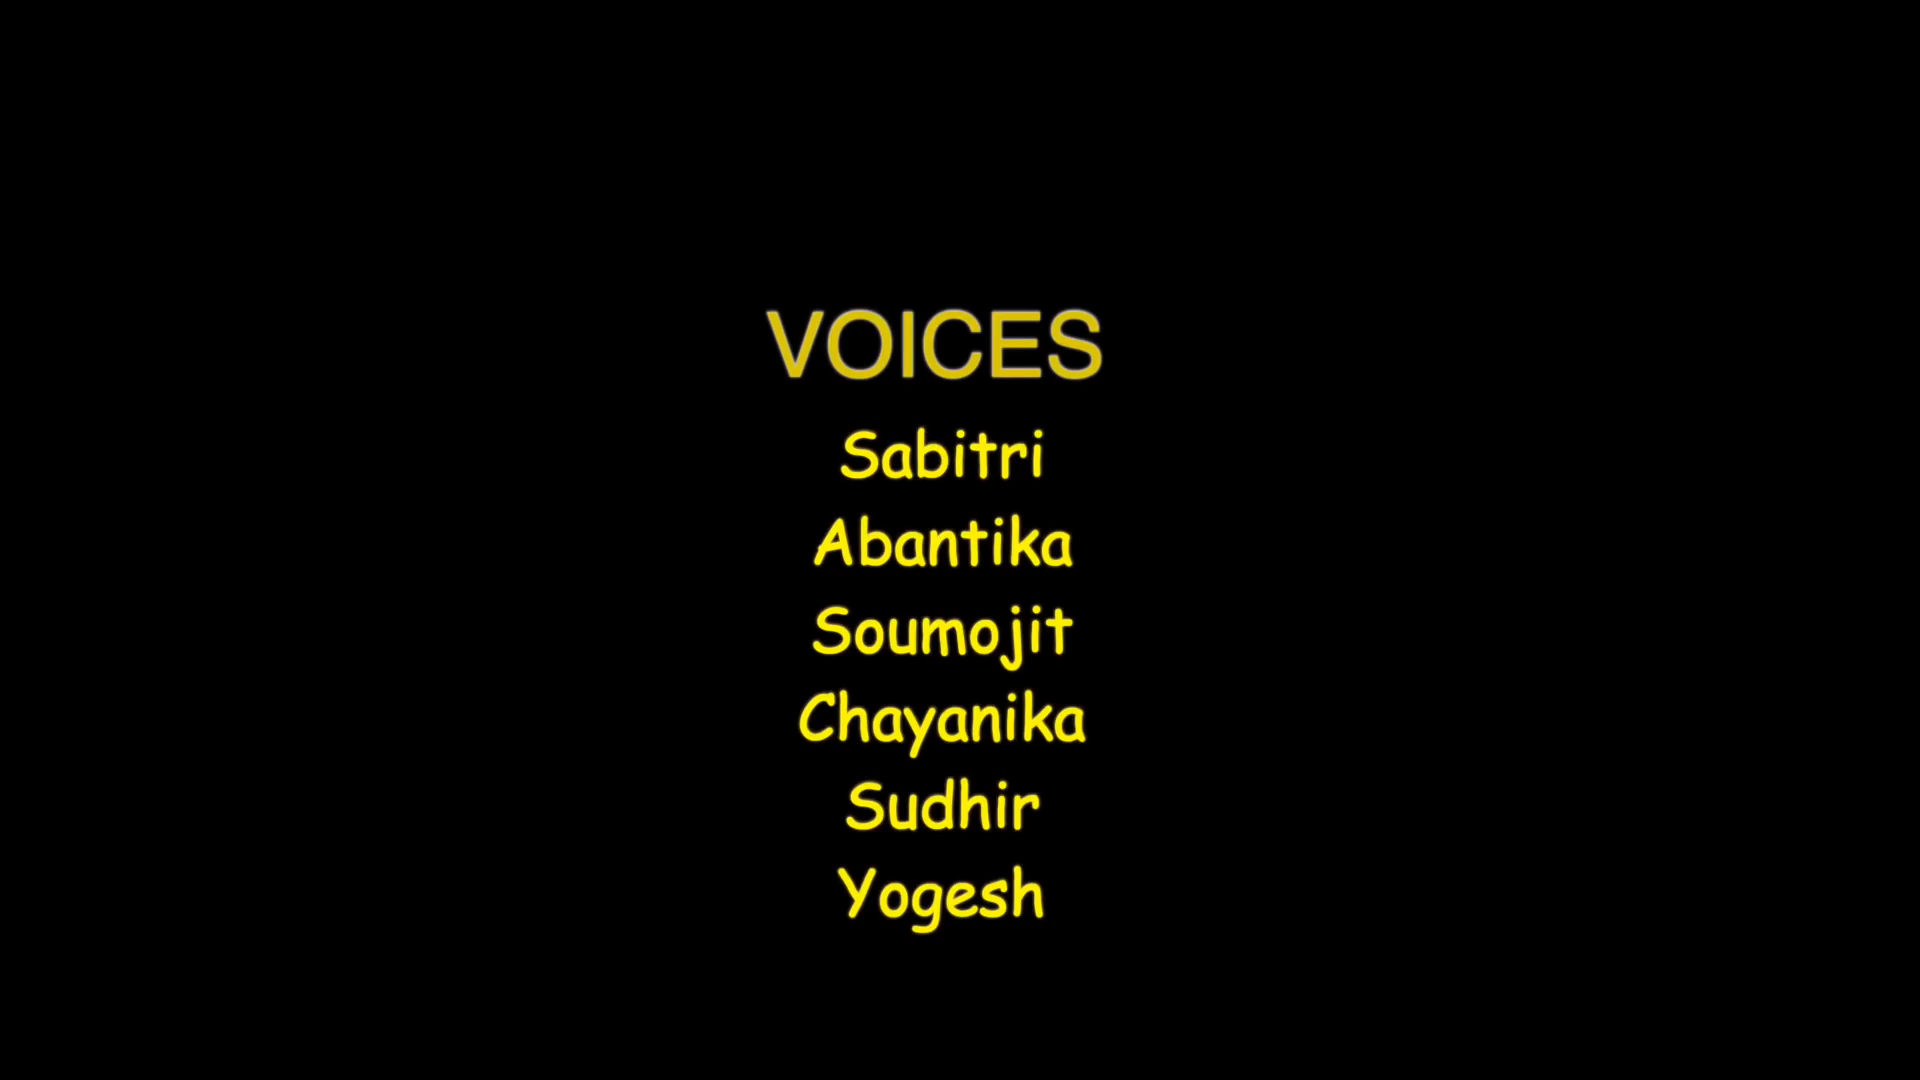 VOICES
Sabitri
Abantika
Soumojit
Chayanika
Sudhir
Yogesh